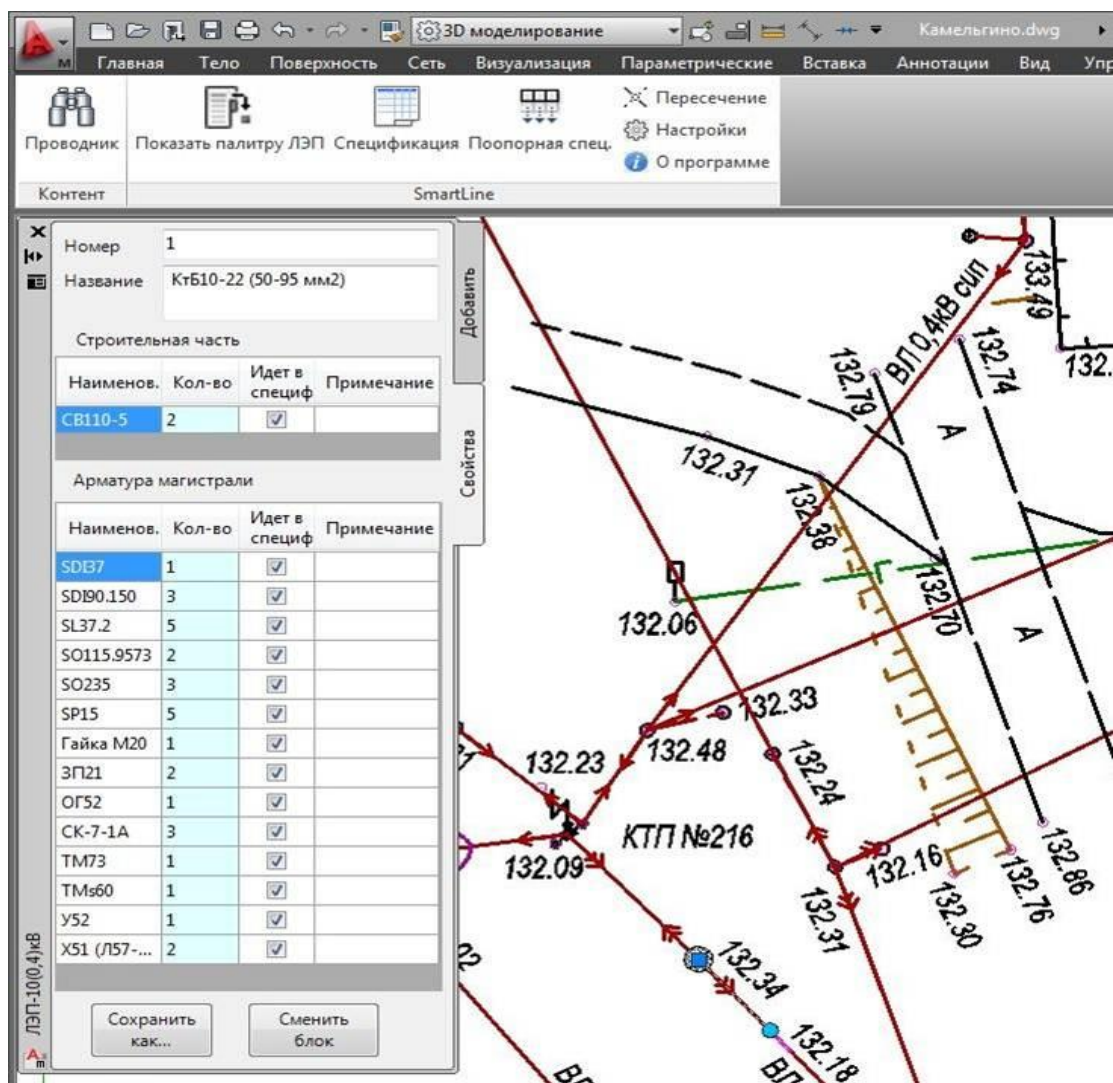 3D моделирование
Камельгино.dwg
М
Главная Тело Поверхность Сеть Визуализация Параметрические Вставка Аннотации Вид Упр
Проводник
Показать палитру ЛЭП
Спецификация
Поопорная спец.
Пересечение
Настройки
О программе
Контент
SmartLine
Номер 1
Название КтБ10-22 (50-95 мм2)
Добавить
Свойства
Строительная часть
Наименов. Кол-во Идет в специф Примечание
СВ110-5 2
Арматура магистрали
Наименов. Кол-во Идет в специф Примечание
SDI37 1
SDI90.150 3
SL37.2 5
SO115.9573 2
SO235 3
SP15 5
Гайка М20 1
ЗП21 2
ОГ52 1
СК-7-1А 3
ТМ73 1
TMs60 1
У52 1
Х51 (Л57-... 2
Сохранить как...
Сменить блок
ЛЭП-10(0,4)кВ
ВЛ 0,4кВ сип
133.49
132.74
132.
132.79
А
132.31
132.38
132.70
132.06
А
132.33
132.48
132.23
132.24
КТП №216
132.09
132.16
132.86
132.76
132.30
132.31
132.34
132.18
22
ВЛ
ВЛ